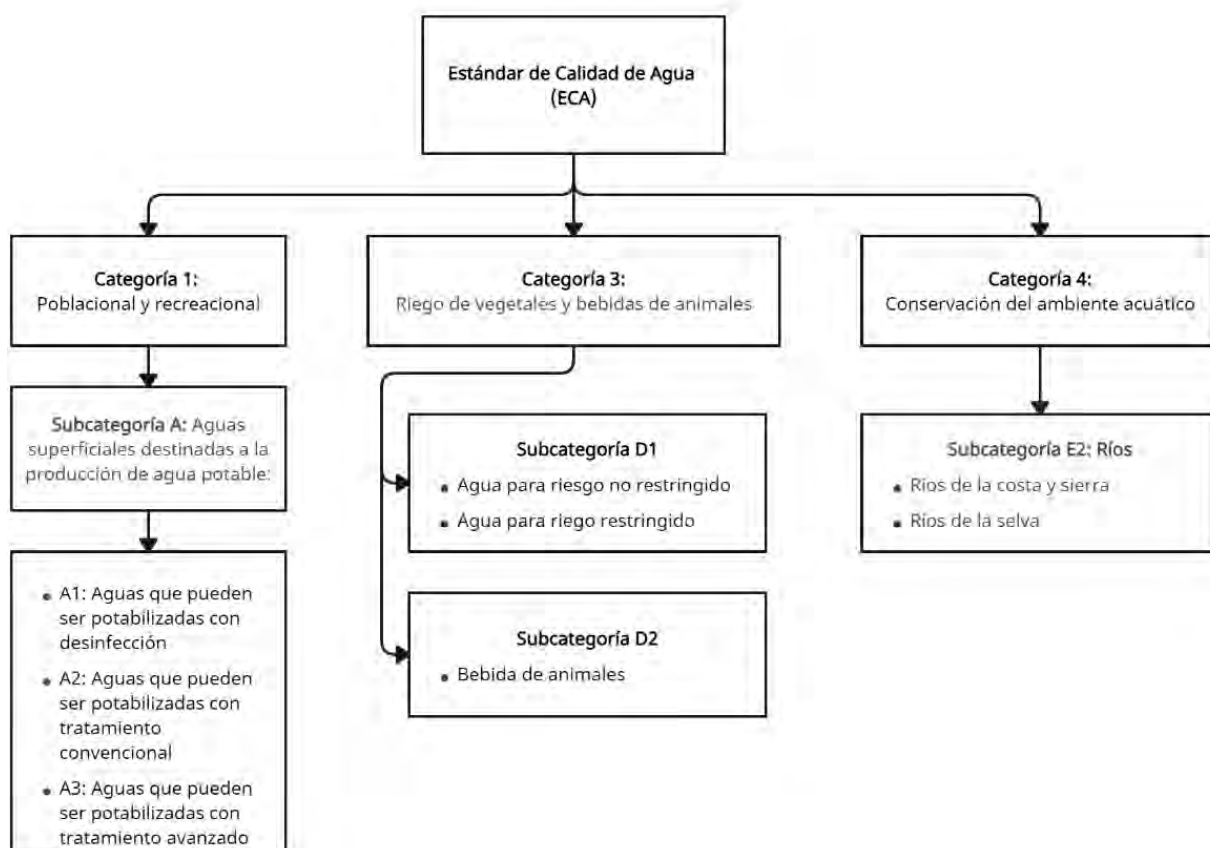 Estándar de Calidad de Agua
(ECA)
Categoría 1:
Poblacional y recreacional
Subcategoría A: Aguas
superficiales destinadas a la
producción de agua potable:
• A1: Aguas que pueden
ser potabilizadas con
desinfección
• A2: Aguas que pueden
ser potabilizadas con
tratamiento
convencional
• A3: Aguas que pueden
ser potabilizadas con
tratamiento avanzado
Categoría 3:
Riego de vegetales y bebidas de animales
Subcategoría D1
• Agua para riesgo no restringido
• Agua para riego restringido
Subcategoría D2
• Bebida de animales
Categoría 4:
Conservación del ambiente acuático
Subcategoría E2: Ríos
• Ríos de la costa y sierra
• Ríos de la selva